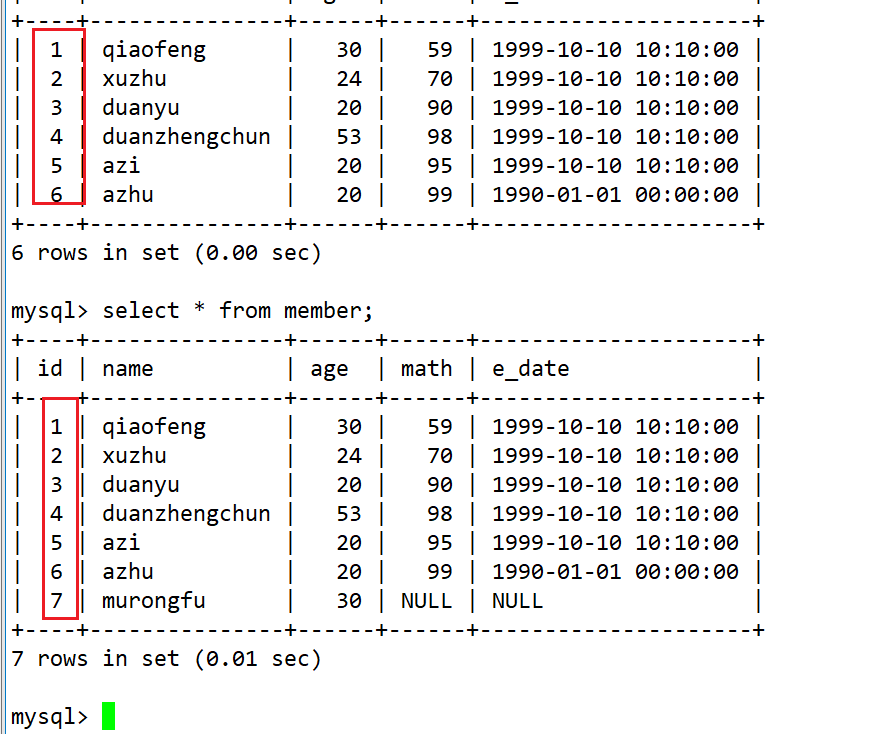 +----+---------------+------+------+---------------------+
|  1 | qiaofeng      |   30 |   59 | 1999-10-10 10:10:00 |
|  2 | xuzhu         |   24 |   70 | 1999-10-10 10:10:00 |
|  3 | duanyu        |   20 |   90 | 1999-10-10 10:10:00 |
|  4 | duanzhengchun |   53 |   98 | 1999-10-10 10:10:00 |
|  5 | azi           |   20 |   95 | 1999-10-10 10:10:00 |
|  6 | azhu          |   20 |   99 | 1990-01-01 00:00:00 |
+----+---------------+------+------+---------------------+
6 rows in set (0.00 sec)
mysql> select * from member;
+----+---------------+------+------+---------------------+
| id | name          | age  | math | e_date              |
+----+---------------+------+------+---------------------+
|  1 | qiaofeng      |   30 |   59 | 1999-10-10 10:10:00 |
|  2 | xuzhu         |   24 |   70 | 1999-10-10 10:10:00 |
|  3 | duanyu        |   20 |   90 | 1999-10-10 10:10:00 |
|  4 | duanzhengchun |   53 |   98 | 1999-10-10 10:10:00 |
|  5 | azi           |   20 |   95 | 1999-10-10 10:10:00 |
|  6 | azhu          |   20 |   99 | 1990-01-01 00:00:00 |
|  7 | murongfu      |   30 | NULL | NULL                |
+----+---------------+------+------+---------------------+
7 rows in set (0.01 sec)
mysql>